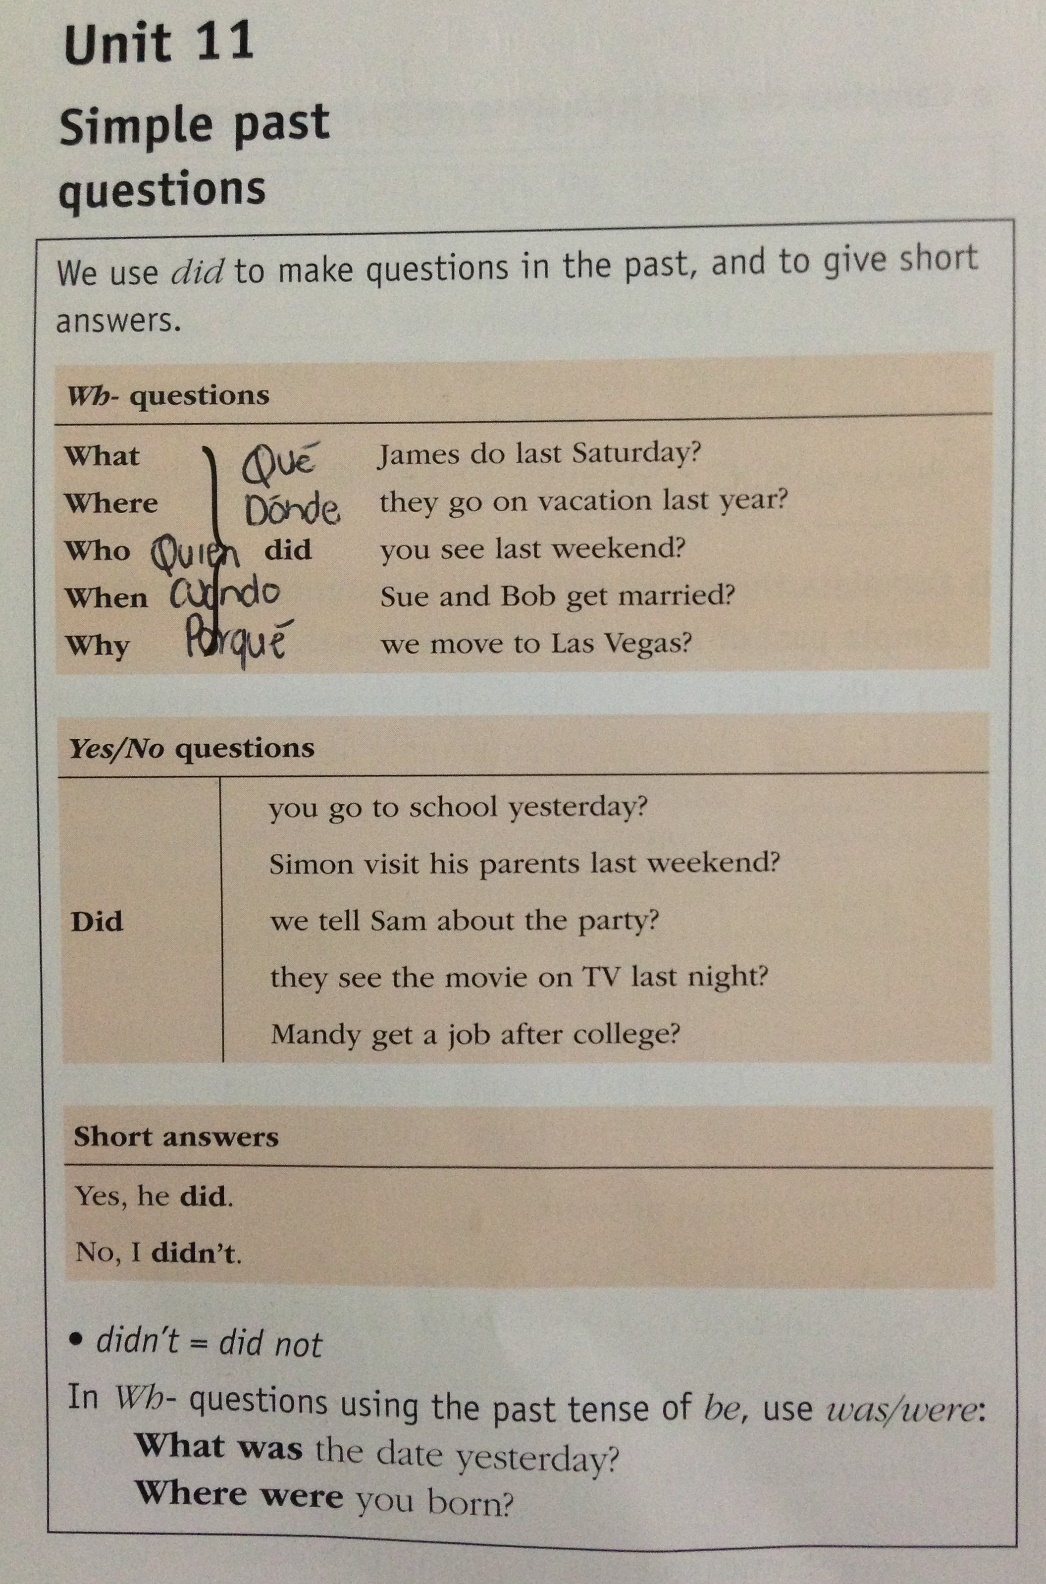 Unit 11
Simple past
questions
We use did to make questions in the past, and to give short
answers.
Wh- questions
What Qué James do last Saturday?
Where Dónde they go on vacation last year?
Who Quien did you see last weekend?
When Cuando Sue and Bob get married?
Why Porqué we move to Las Vegas?
Yes/No questions
you go to school yesterday?
Simon visit his parents last weekend?
Did we tell Sam about the party?
they see the movie on TV last night?
Mandy get a job after college?
Short answers
Yes, he did.
No, I didn't.
• didn't = did not
In Wh- questions using the past tense of be, use was/were:
What was the date yesterday?
Where were you born?